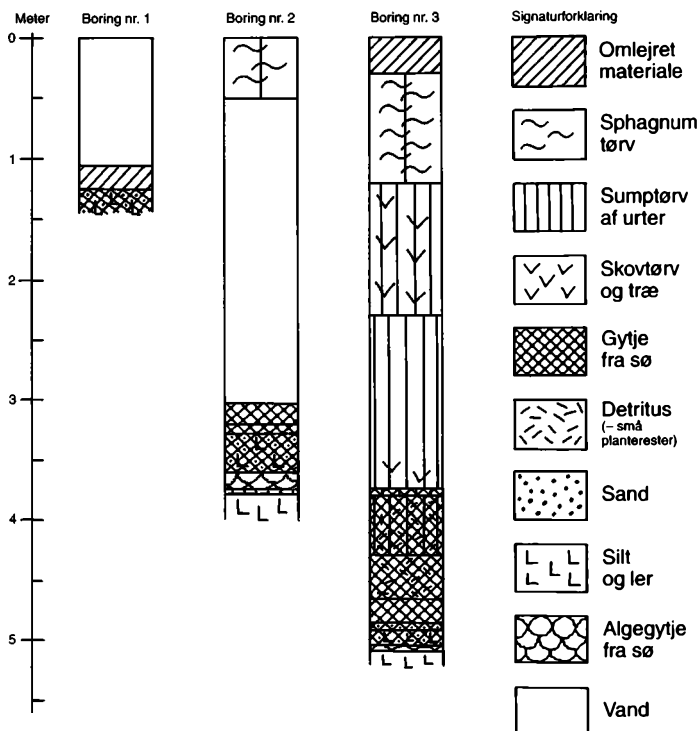 Meter
Boring nr. 1
Boring nr. 2
Boring nr. 3
Signaturforklaring
0
1
2
3
4
5
Omlejret
materiale
Sphagnum
tørv
Sumptørv
af urter
Skovtørv
og træ
Gytje
fra sø
Detritus
(– små
planterester)
Sand
Silt
og ler
Algegytje
fra sø
Vand